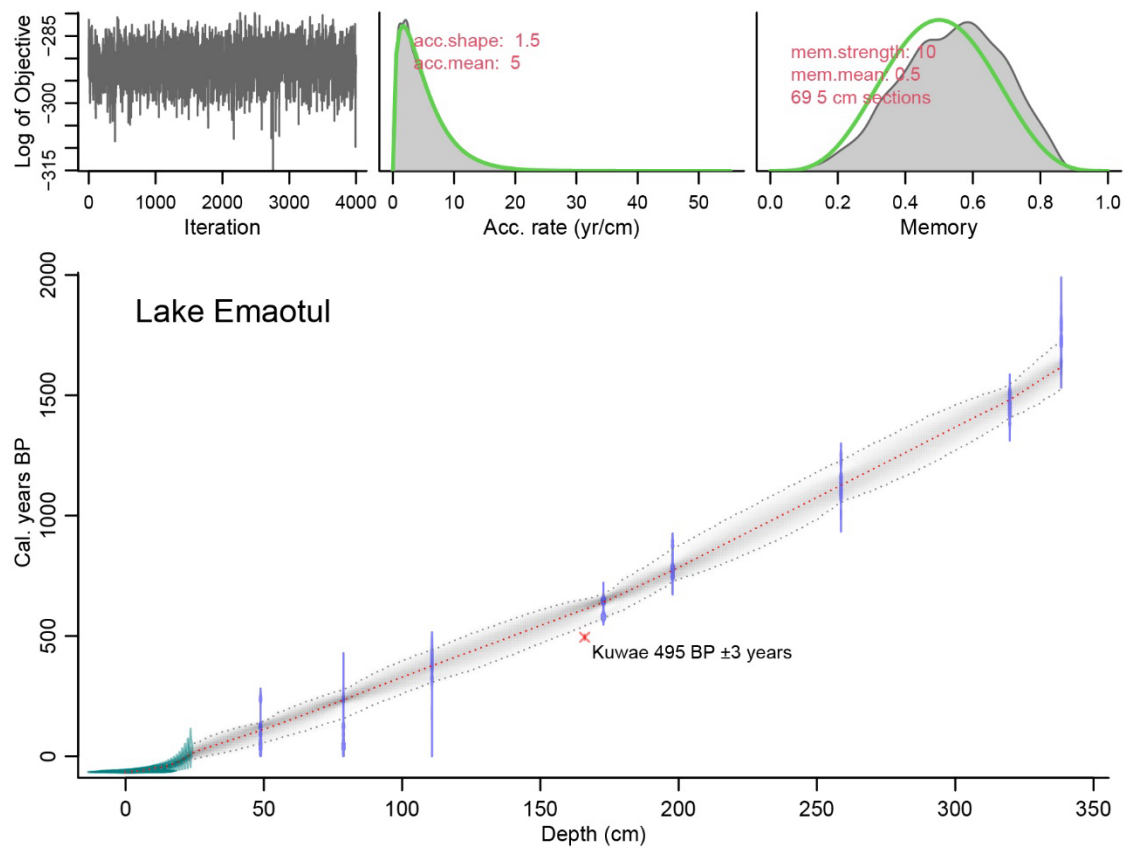 Log of Objective
-285
-300
-315
0 1000 2000 3000 4000
Iteration
acc.shape: 1.5
acc.mean: 5
0 10 20 30 40 50
Acc. rate (yr/cm)
mem.strength: 10
mem.mean: 0.5
69 5 cm sections
0.0 0.2 0.4 0.6 0.8 1.0
Memory
Lake Emaotul
Cal. years BP
2000
1500
1000
500
0
Kuwae 495 BP ±3 years
0 50 100 150 200 250 300 350
Depth (cm)